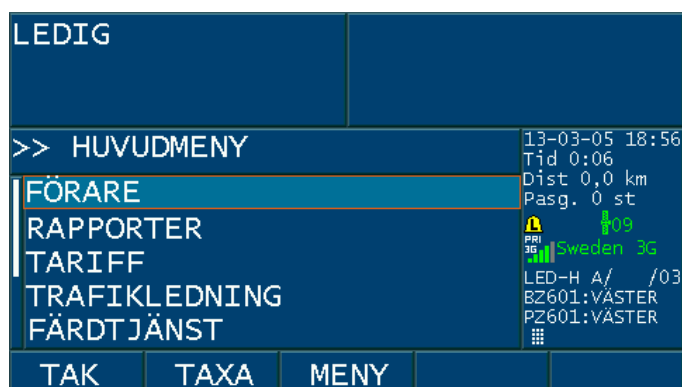 LEDIG
>> HUVUDMENY
FÖRARE
RAPPORTER
TARIFF
TRAFIKLEDNING
FÄRDTJÄNST
13-03-05 18:56
Tid 0:06
Dist 0,0 km
Pasg. 0 st
L 09
PRI
3G Sweden 3G
LED-H A/ /03
BZ601:VÄSTER
PZ601:VÄSTER
TAK TAXA MENY